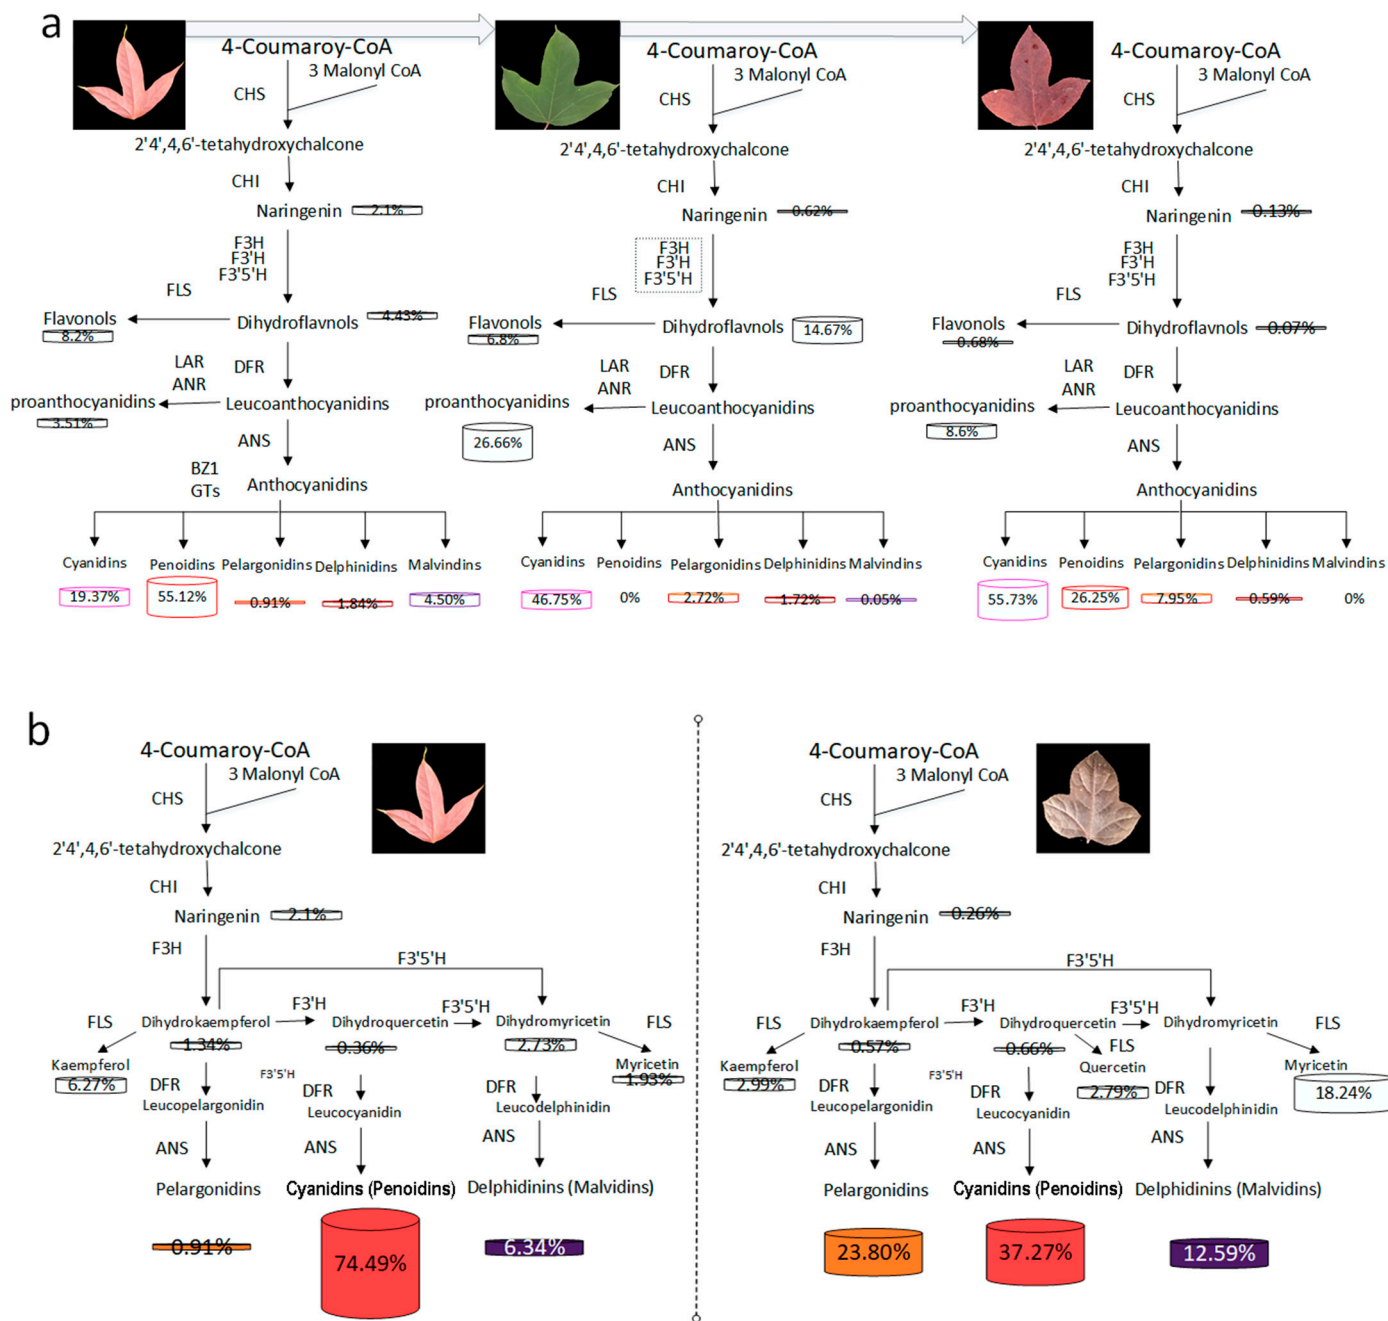 a
4-Coumaroy-CoA
3 Malonyl CoA
CHS
2'4',4,6'-tetahydroxychalcone
CHI
Naringenin 2.1%
F3H
F3'H
F3'5'H
FLS
Flavonols
8.2%
Dihydroflavnols 4.43%
LAR
ANR
DFR
proanthocyanidins
3.51%
Leucoanthocyanidins
ANS
BZ1
GTs
Anthocyanidins
Cyanidins Penoidins Pelargonidins Delphinidins Malvindins
19.37% 55.12% 0.91% 1.84% 4.50%
4-Coumaroy-CoA
3 Malonyl CoA
CHS
2'4',4,6'-tetahydroxychalcone
CHI
Naringenin 0.62%
F3H
F3'H
F3'5'H
FLS
Flavonols
6.8%
Dihydroflavnols 14.67%
LAR
ANR
DFR
proanthocyanidins
26.66%
Leucoanthocyanidins
ANS
Anthocyanidins
Cyanidins Penoidins Pelargonidins Delphinidins Malvindins
46.75% 0% 2.72% 1.72% 0.05%
4-Coumaroy-CoA
3 Malonyl CoA
CHS
2'4',4,6'-tetahydroxychalcone
CHI
Naringenin 0.13%
F3H
F3'H
F3'5'H
FLS
Flavonols
0.68%
Dihydroflavnols 0.07%
LAR
ANR
DFR
proanthocyanidins
8.6%
Leucoanthocyanidins
ANS
Anthocyanidins
Cyanidins Penoidins Pelargonidins Delphinidins Malvindins
55.73% 26.25% 7.95% 0.59% 0%
b
4-Coumaroy-CoA
3 Malonyl CoA
CHS
2'4',4,6'-tetahydroxychalcone
CHI
Naringenin 2.1%
F3H
F3'5'H
FLS
Dihydrokaempferol F3'H Dihydroquercetin F3'5'H Dihydromyricetin FLS
1.34% 0.36% 2.73%
Kaempferol
6.27%
Myricetin
1.93%
DFR F3'5'H DFR DFR
Leucopelargonidin Leucocyanidin Leucodelphinidin
ANS ANS ANS
Pelargonidins Cyanidins (Penoidins) Delphidinins (Malvidins)
0.91% 74.49% 6.34%
4-Coumaroy-CoA
3 Malonyl CoA
CHS
2'4',4,6'-tetahydroxychalcone
CHI
Naringenin 0.26%
F3H
F3'5'H
FLS
Dihydrokaempferol F3'H Dihydroquercetin F3'5'H Dihydromyricetin FLS
0.57% 0.66% FLS
Kaempferol
2.99%
Quercetin
2.79%
Myricetin
18.24%
DFR F3'5'H DFR DFR
Leucopelargonidin Leucocyanidin Leucodelphinidin
ANS ANS ANS
Pelargonidins Cyanidins (Penoidins) Delphidinins (Malvidins)
23.80% 37.27% 12.59%